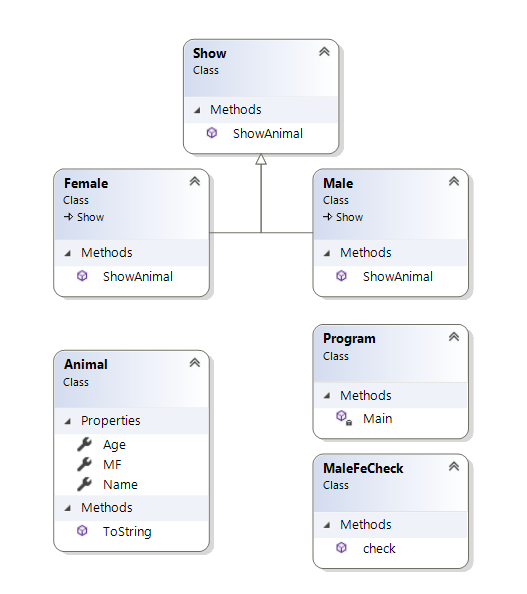 Show
Class
Methods
ShowAnimal
Female
Class
Show
Methods
ShowAnimal
Male
Class
Show
Methods
ShowAnimal
Animal
Class
Properties
Age
MF
Name
Methods
ToString
Program
Class
Methods
Main
MaleFeCheck
Class
Methods
check